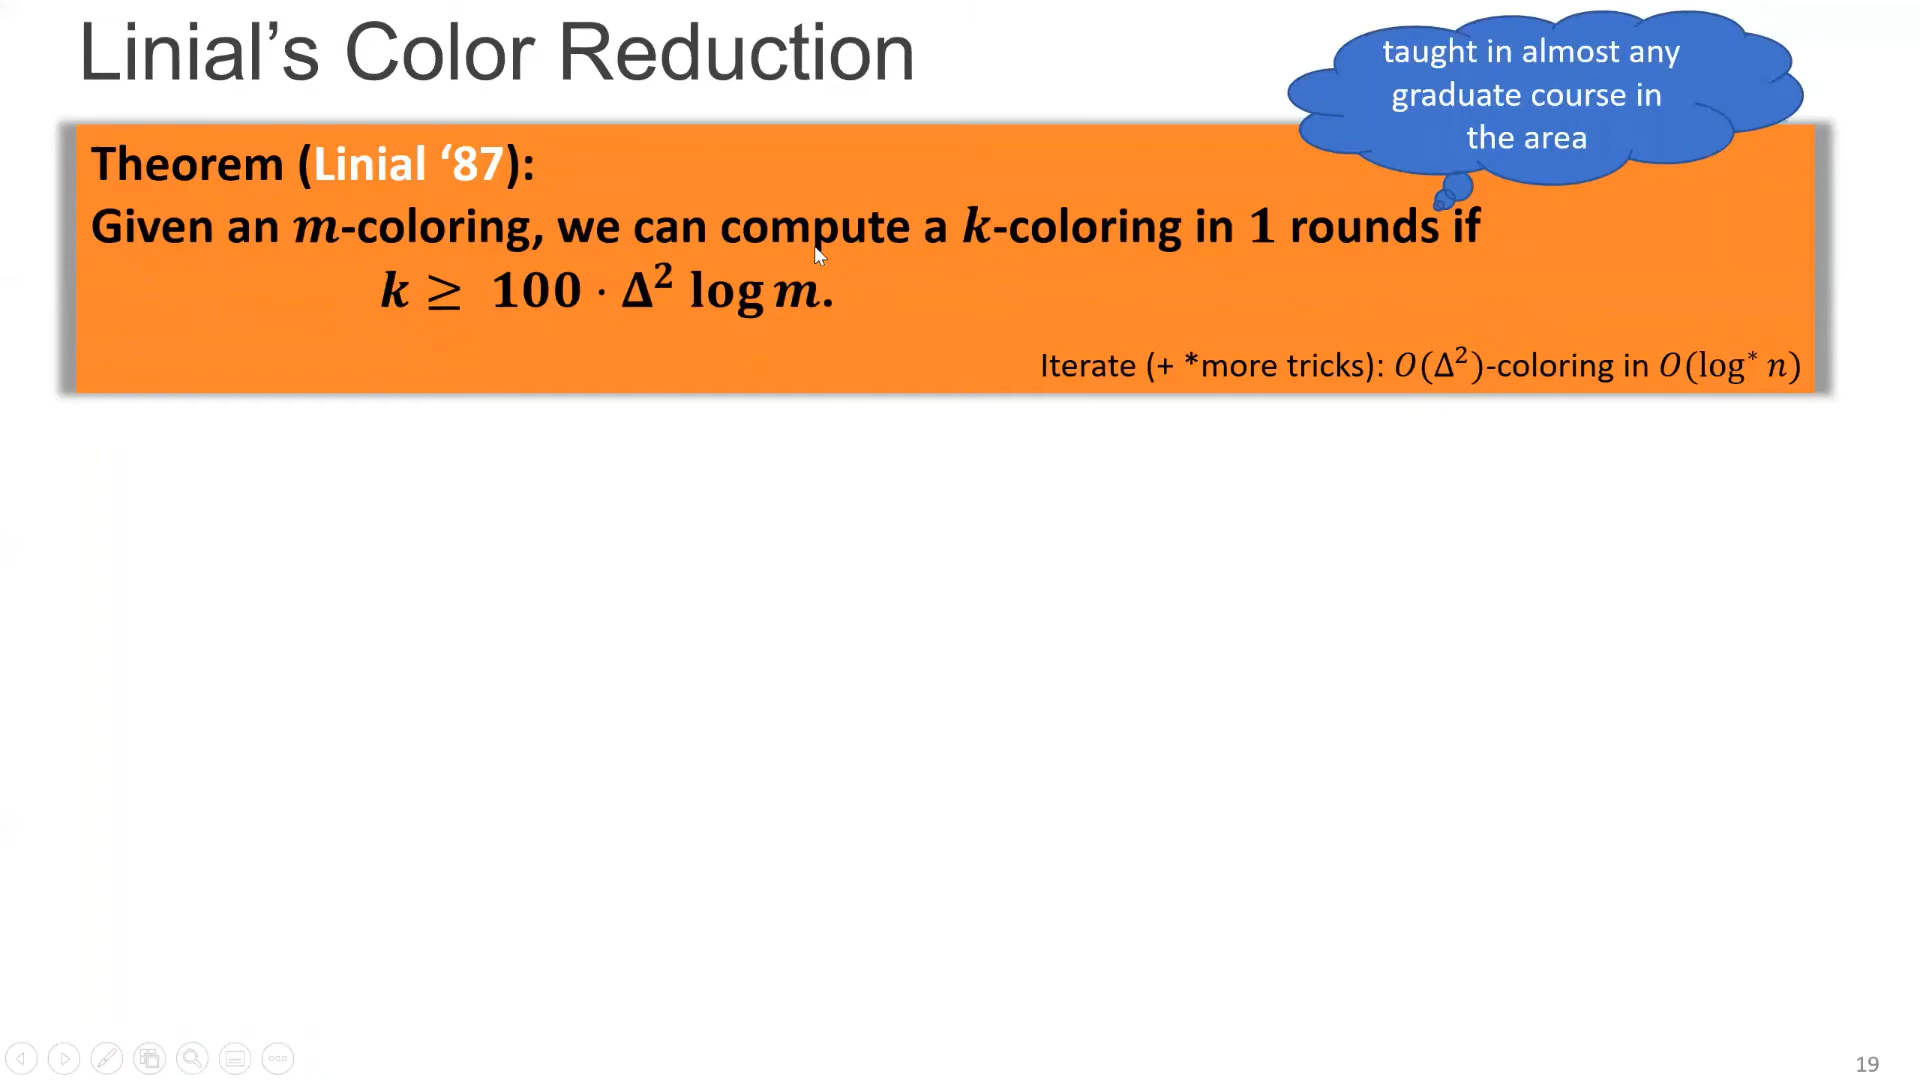 Linial’s Color Reduction
taught in almost any
graduate course in
the area
Theorem (Linial ‘87):
Given an m-coloring, we can compute a k-coloring in 1 rounds if
k ≥ 100 · Δ² log m.
Iterate (+ *more tricks): O(Δ²)-coloring in O(log* n)
19